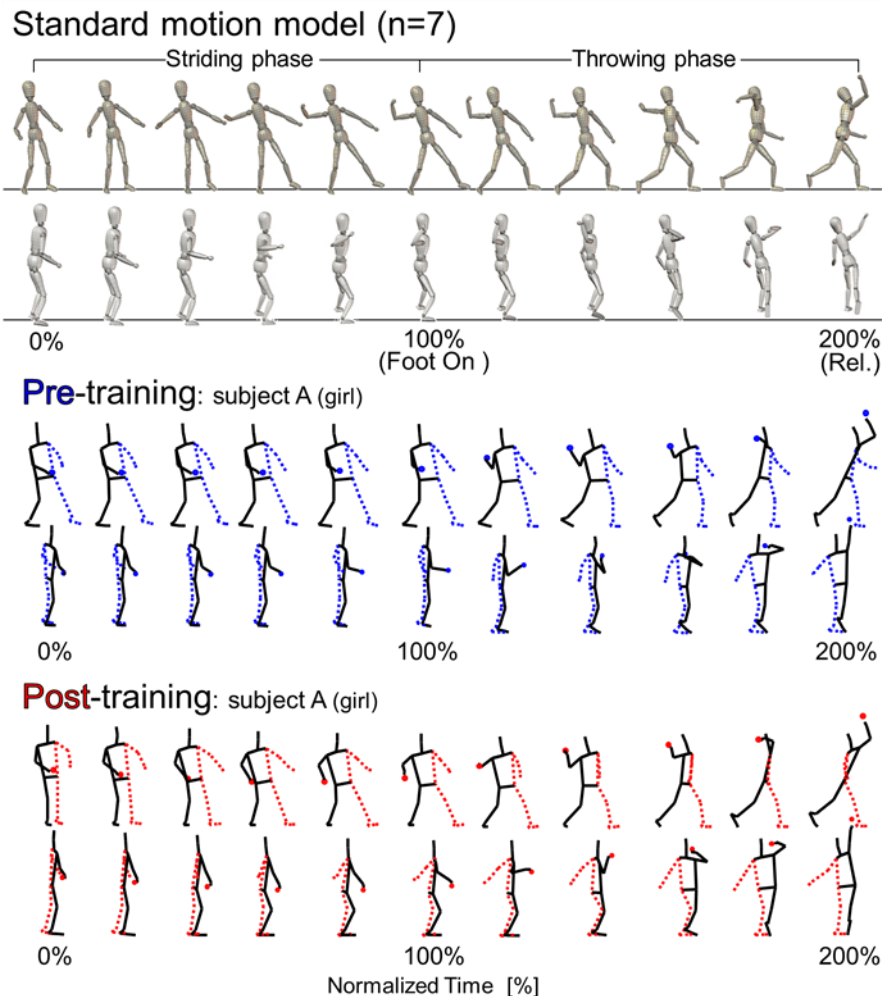 Standard motion model (n=7)
Striding phase Throwing phase
0% 100% 200%
(Foot On ) (Rel.)
Pre-training: subject A (girl)
0% 100% 200%
Post-training: subject A (girl)
0% 100% 200%
Normalized Time [%]